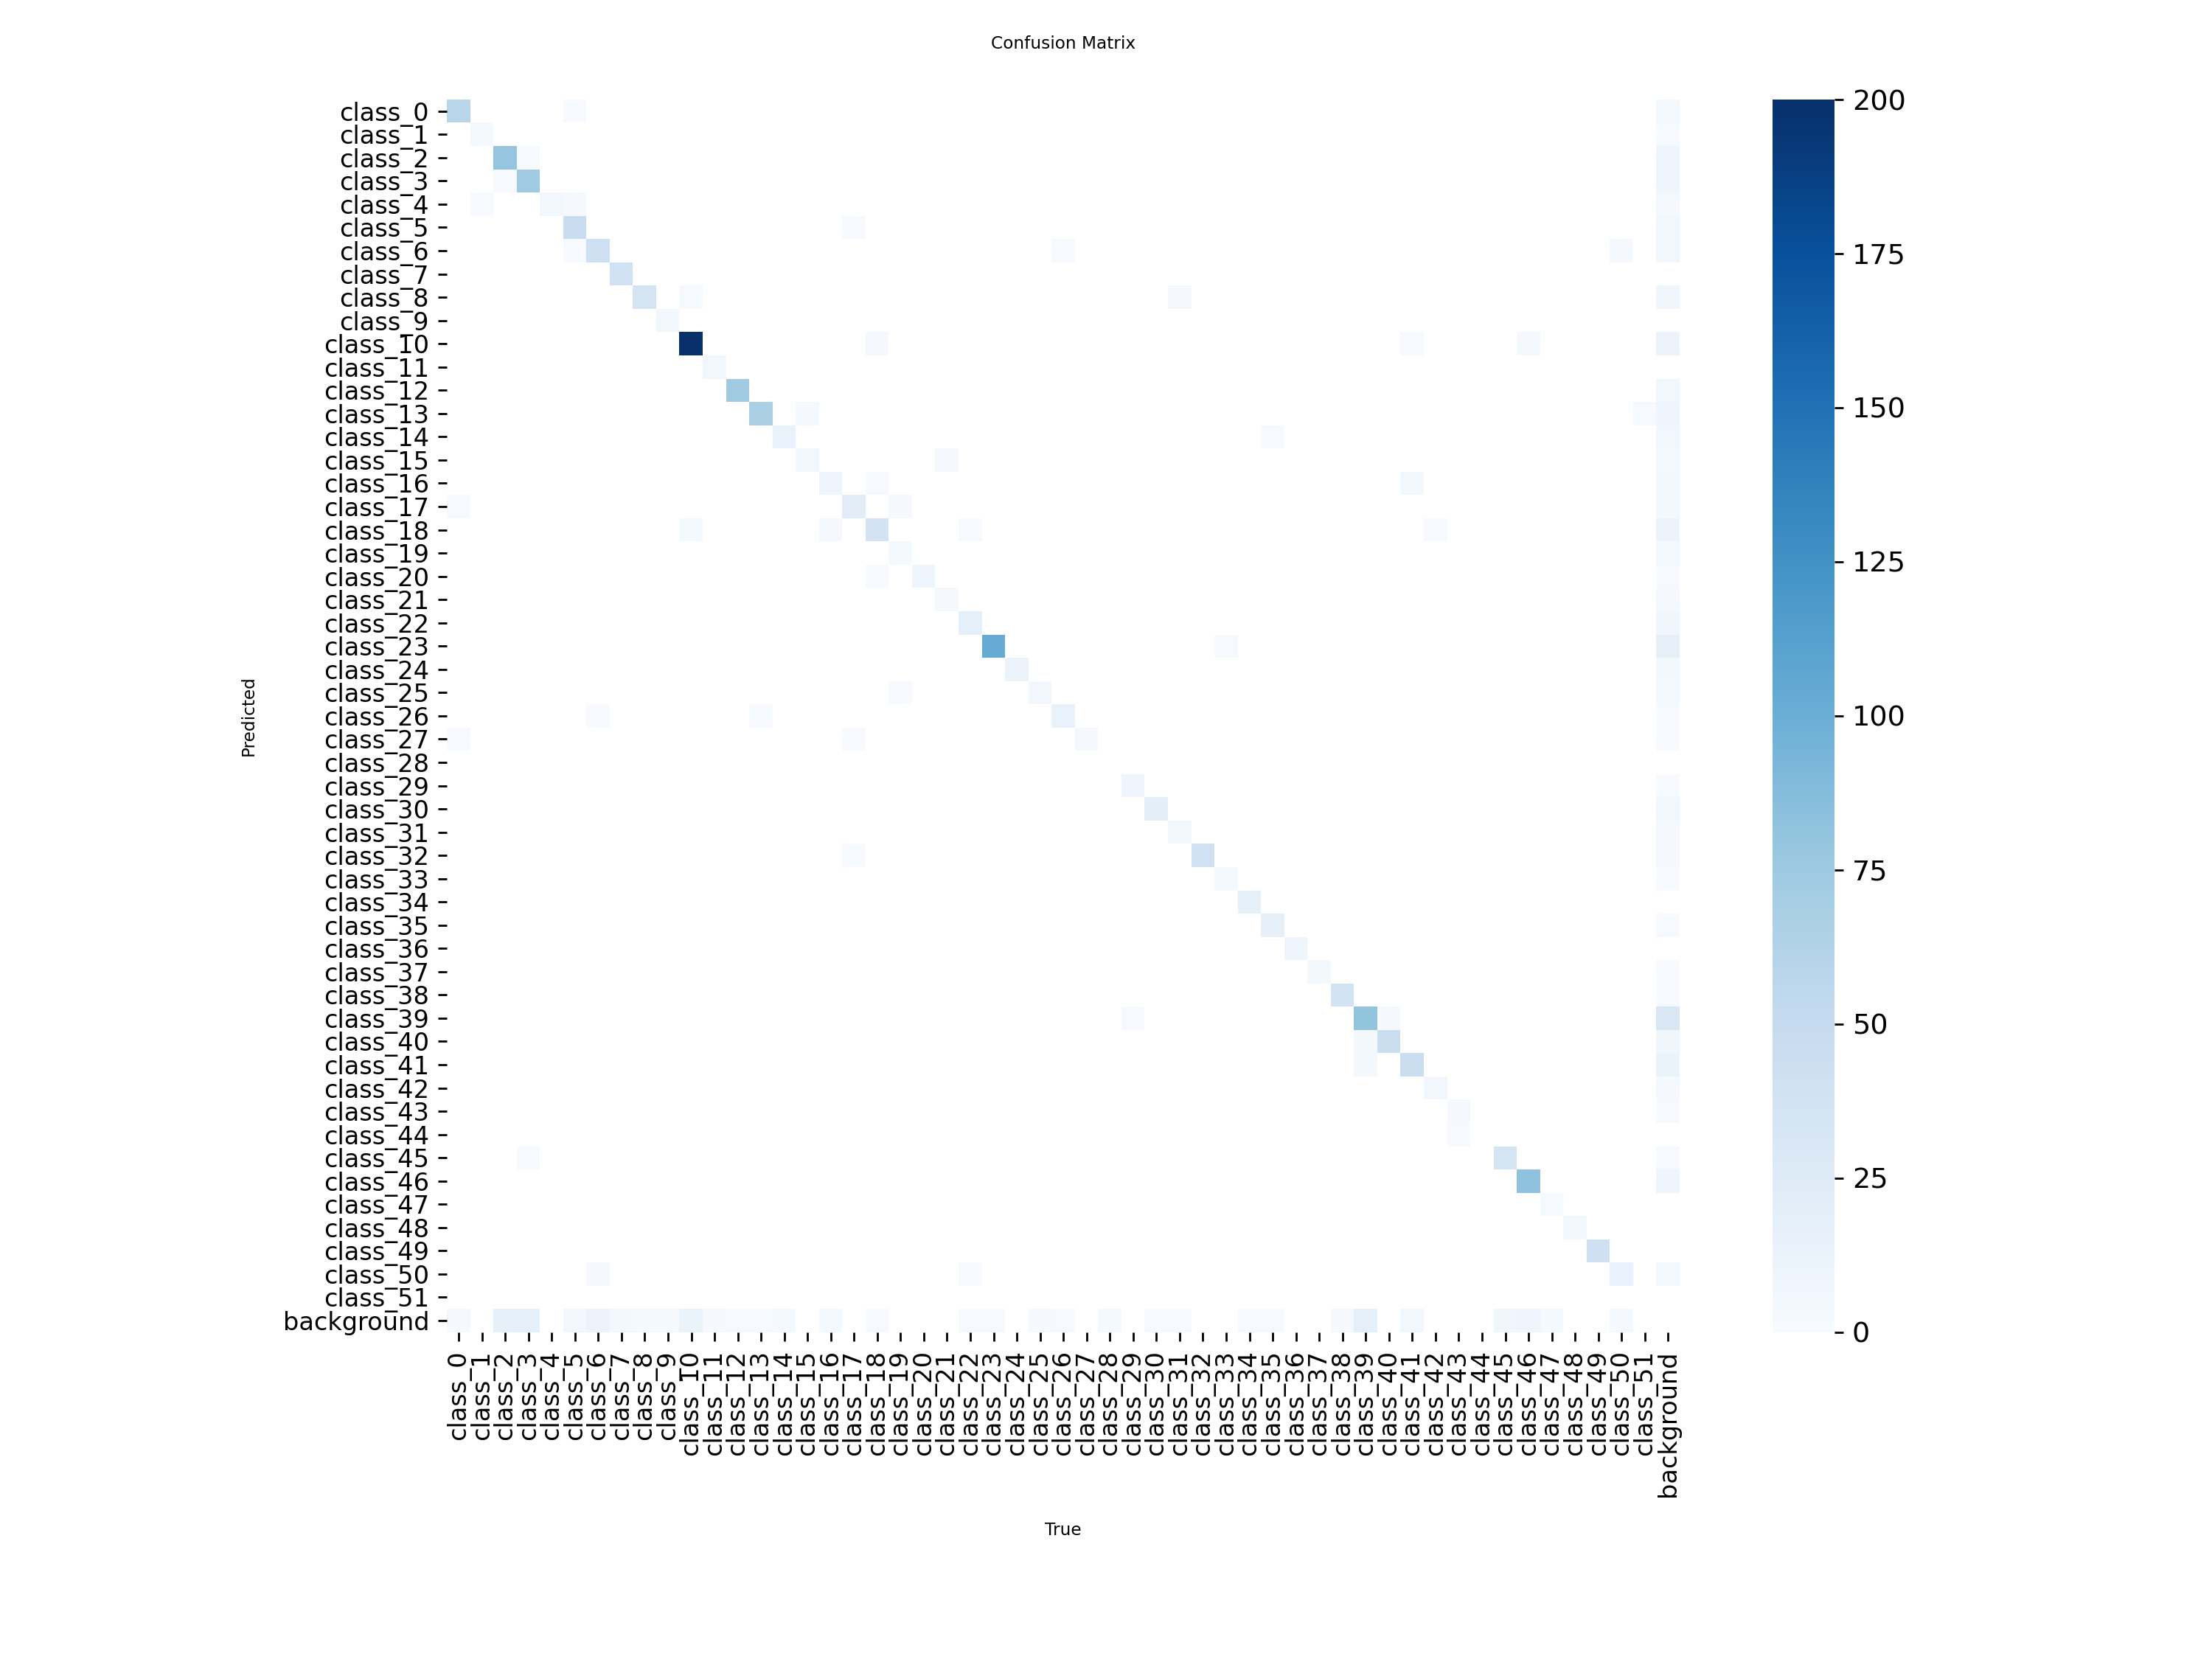 Confusion Matrix
class_0
class_1
class_2
class_3
class_4
class_5
class_6
class_7
class_8
class_9
class_10
class_11
class_12
class_13
class_14
class_15
class_16
class_17
class_18
class_19
class_20
class_21
class_22
class_23
class_24
class_25
class_26
class_27
class_28
class_29
class_30
class_31
class_32
class_33
class_34
class_35
class_36
class_37
class_38
class_39
class_40
class_41
class_42
class_43
class_44
class_45
class_46
class_47
class_48
class_49
class_50
class_51
background
Predicted
class_0
class_1
class_2
class_3
class_4
class_5
class_6
class_7
class_8
class_9
class_10
class_11
class_12
class_13
class_14
class_15
class_16
class_17
class_18
class_19
class_20
class_21
class_22
class_23
class_24
class_25
class_26
class_27
class_28
class_29
class_30
class_31
class_32
class_33
class_34
class_35
class_36
class_37
class_38
class_39
class_40
class_41
class_42
class_43
class_44
class_45
class_46
class_47
class_48
class_49
class_50
class_51
background
True
200
175
150
125
100
75
50
25
0